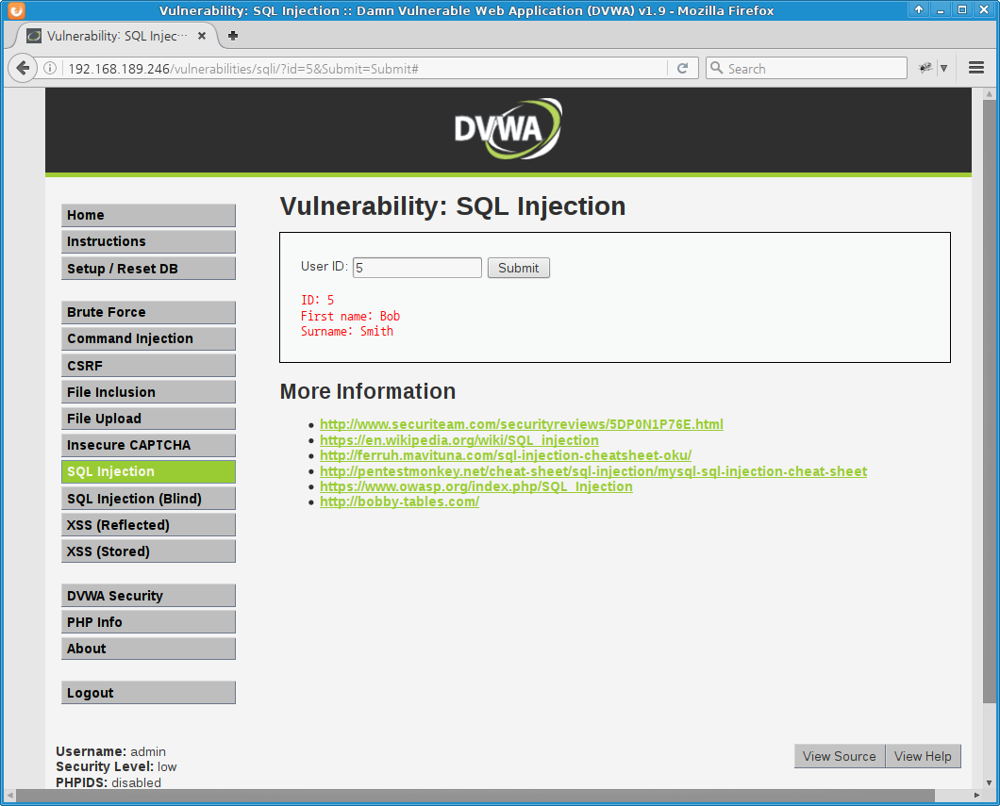 Vulnerability: SQL Injection :: Damn Vulnerable Web Application (DVWA) v1.9 - Mozilla Firefox
Vulnerability: SQL Injec···
192.168.189.246/vulnerabilities/sqli/?id=5&Submit=Submit#
Search
DVWA
Home
Instructions
Setup / Reset DB
Brute Force
Command Injection
CSRF
File Inclusion
File Upload
Insecure CAPTCHA
SQL Injection
SQL Injection (Blind)
XSS (Reflected)
XSS (Stored)
DVWA Security
PHP Info
About
Logout
Vulnerability: SQL Injection
User ID: 5 Submit
ID: 5
First name: Bob
Surname: Smith
More Information
http://www.securiteam.com/securityreviews/5DP0N1P76E.html
https://en.wikipedia.org/wiki/SQL_injection
http://ferruh.mavituna.com/sql-injection-cheatsheet-oku/
http://pentestmonkey.net/cheat-sheet/sql-injection/mysql-sql-injection-cheat-sheet
https://www.owasp.org/index.php/SQL_Injection
http://bobby-tables.com/
Username: admin
Security Level: low
PHPIDS: disabled
View Source View Help